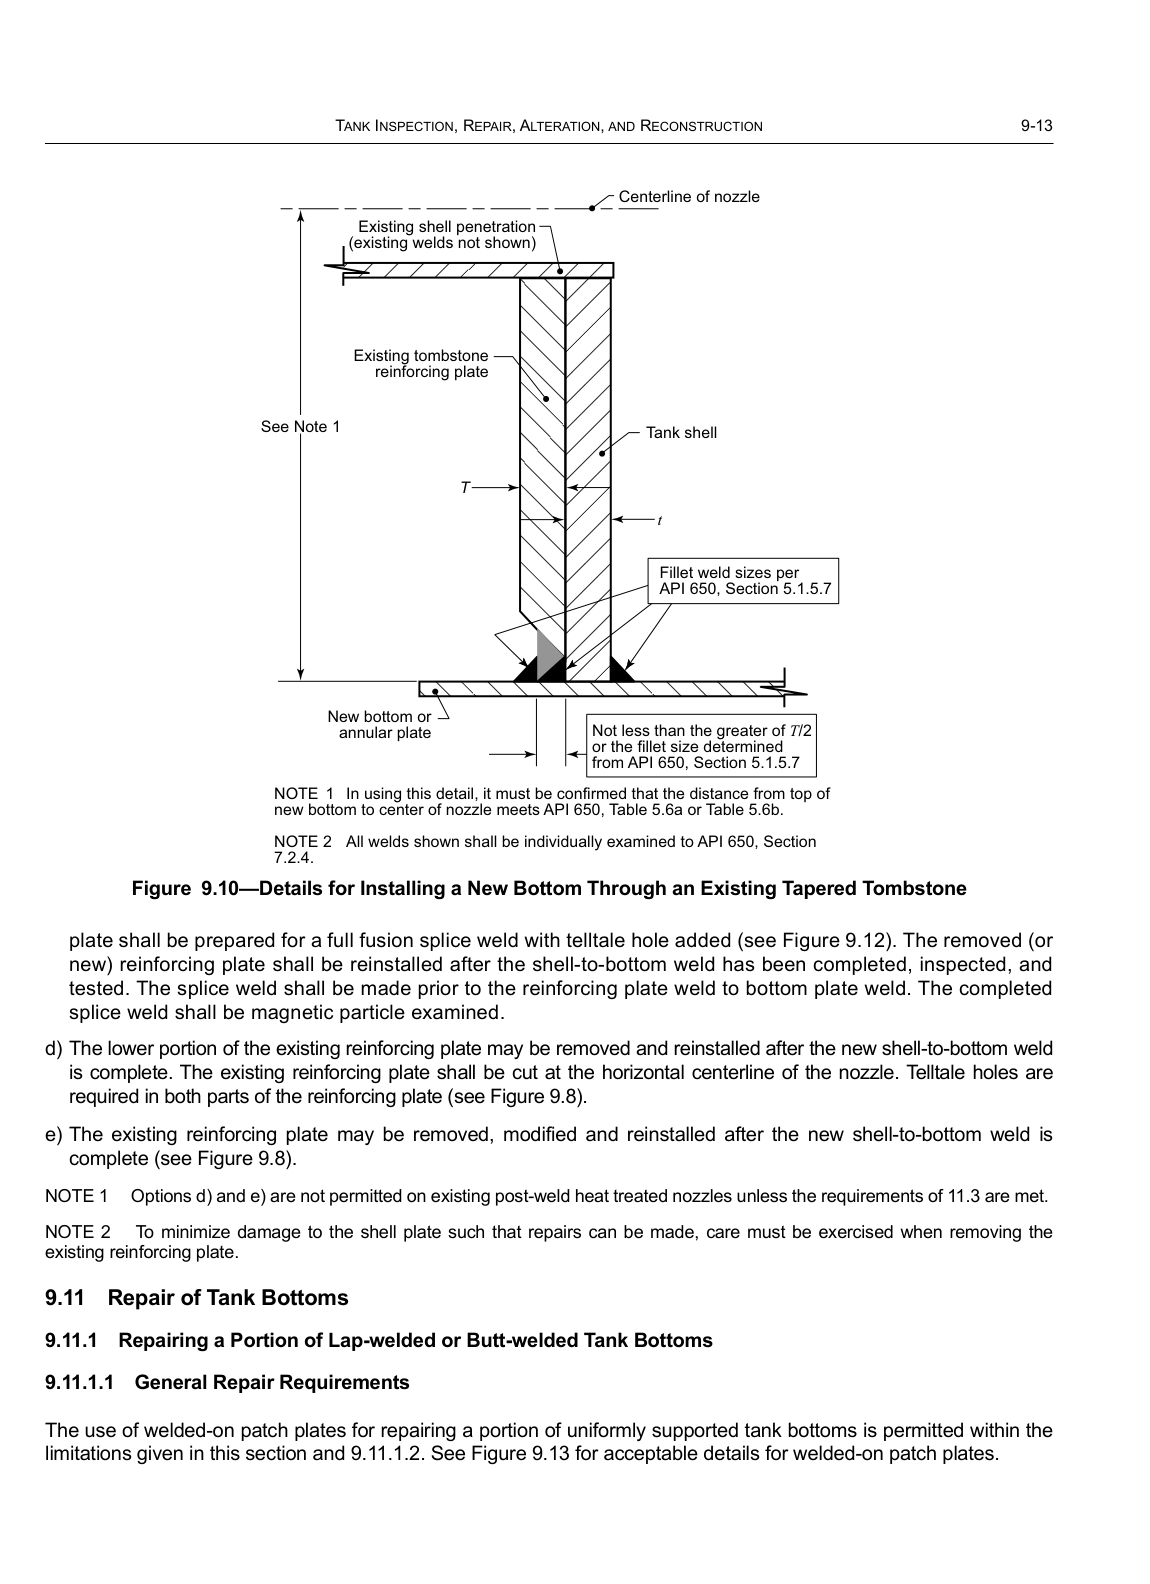 TANK INSPECTION, REPAIR, ALTERATION, AND RECONSTRUCTION 9-13
Centerline of nozzle
Existing shell penetration
(existing welds not shown)
Existing tombstone
reinforcing plate
See Note 1
Tank shell
T
t
Fillet weld sizes per
API 650, Section 5.1.5.7
New bottom or
annular plate
Not less than the greater of T/2
or the fillet size determined
from API 650, Section 5.1.5.7
NOTE 1 In using this detail, it must be confirmed that the distance from top of
new bottom to center of nozzle meets API 650, Table 5.6a or Table 5.6b.
NOTE 2 All welds shown shall be individually examined to API 650, Section
7.2.4.
Figure 9.10—Details for Installing a New Bottom Through an Existing Tapered Tombstone
plate shall be prepared for a full fusion splice weld with telltale hole added (see Figure 9.12). The removed (or
new) reinforcing plate shall be reinstalled after the shell-to-bottom weld has been completed, inspected, and
tested. The splice weld shall be made prior to the reinforcing plate weld to bottom plate weld. The completed
splice weld shall be magnetic particle examined.
d) The lower portion of the existing reinforcing plate may be removed and reinstalled after the new shell-to-bottom weld
is complete. The existing reinforcing plate shall be cut at the horizontal centerline of the nozzle. Telltale holes are
required in both parts of the reinforcing plate (see Figure 9.8).
e) The existing reinforcing plate may be removed, modified and reinstalled after the new shell-to-bottom weld is
complete (see Figure 9.8).
NOTE 1 Options d) and e) are not permitted on existing post-weld heat treated nozzles unless the requirements of 11.3 are met.
NOTE 2 To minimize damage to the shell plate such that repairs can be made, care must be exercised when removing the
existing reinforcing plate.
9.11 Repair of Tank Bottoms
9.11.1 Repairing a Portion of Lap-welded or Butt-welded Tank Bottoms
9.11.1.1 General Repair Requirements
The use of welded-on patch plates for repairing a portion of uniformly supported tank bottoms is permitted within the
limitations given in this section and 9.11.1.2. See Figure 9.13 for acceptable details for welded-on patch plates.